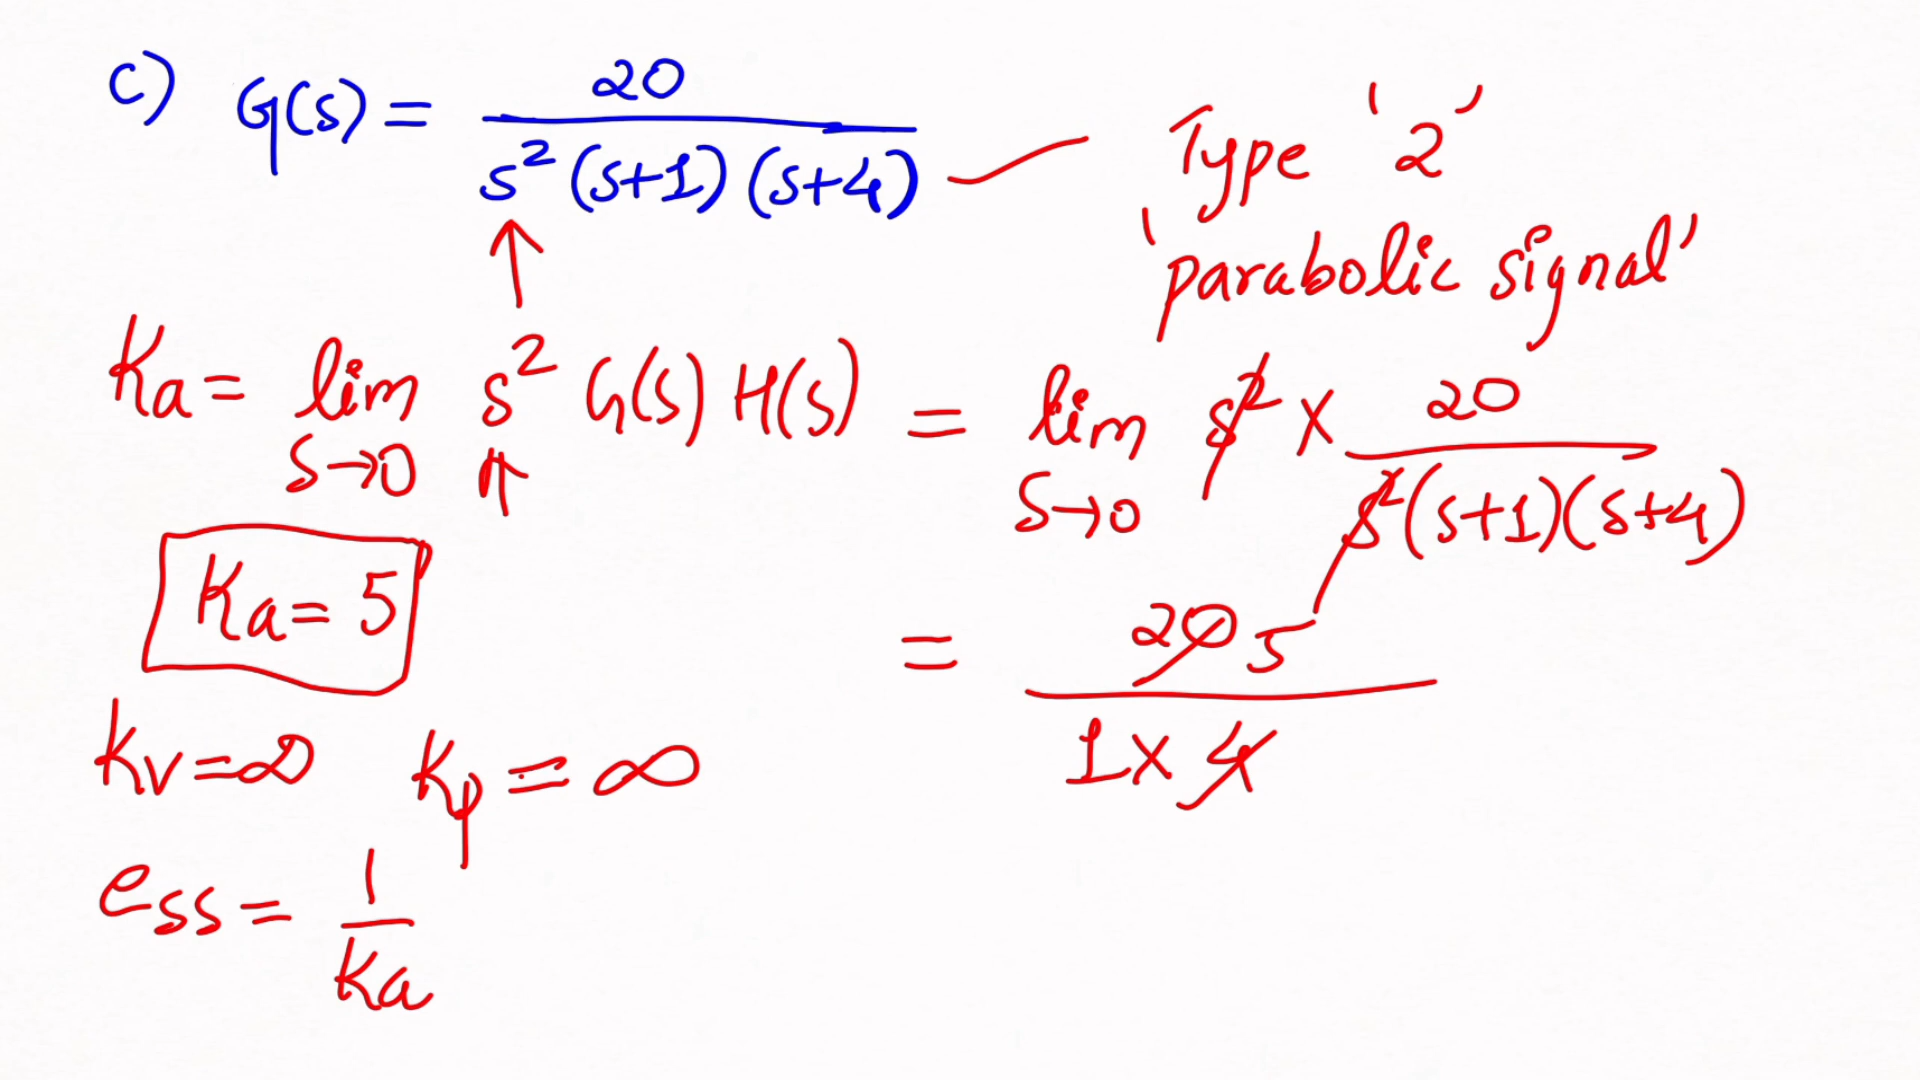 c) G(s) = 20 / s² (s+1) (s+4)
Type '2'
'parabolic signal'
Ka = lim s→0 s² G(s) H(s) = lim s→0 s² x 20 / s² (s+1)(s+4)
= 20 5 / 1 x 4
Ka = 5
Kv = ∞ Kp = ∞
ess = 1 / Ka